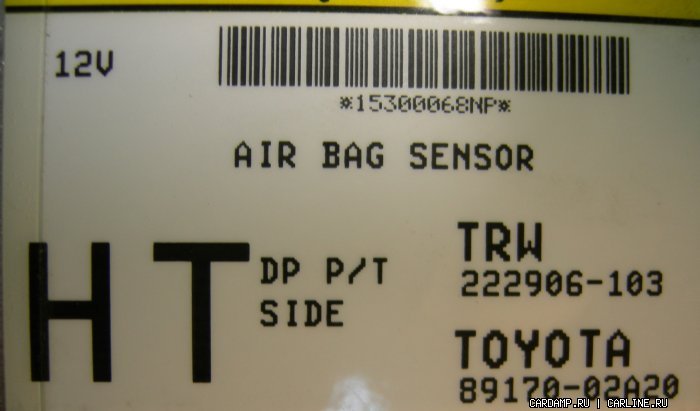 12V
*15300068NP*
AIR BAG SENSOR
HT
DP P/T
SIDE
TRW
222906-103
TOYOTA
89170-02A20
CARDAMP.RU | CARLINE.RU